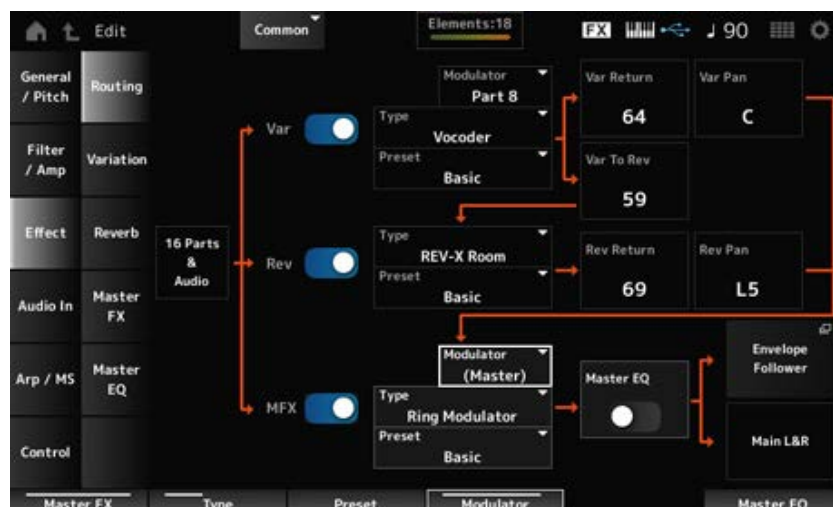 Edit
Common
Elements:18
FX
90
General
/ Pitch
Routing
Modulator
Part 8
Var Return
64
Var Pan
C
Var
Type
Vocoder
Preset
Basic
Filter
/ Amp
Variation
Var To Rev
59
Effect
Reverb
16 Parts
&
Audio
Rev
Type
REV-X Room
Preset
Basic
Rev Return
69
Rev Pan
L5
Audio In
Master
FX
Modulator
(Master)
Master EQ
Envelope
Follower
Arp / MS
Master
EQ
MFX
Type
Ring Modulator
Preset
Basic
Main L&R
Control
Master FX
Type
Preset
Modulator
Master EQ